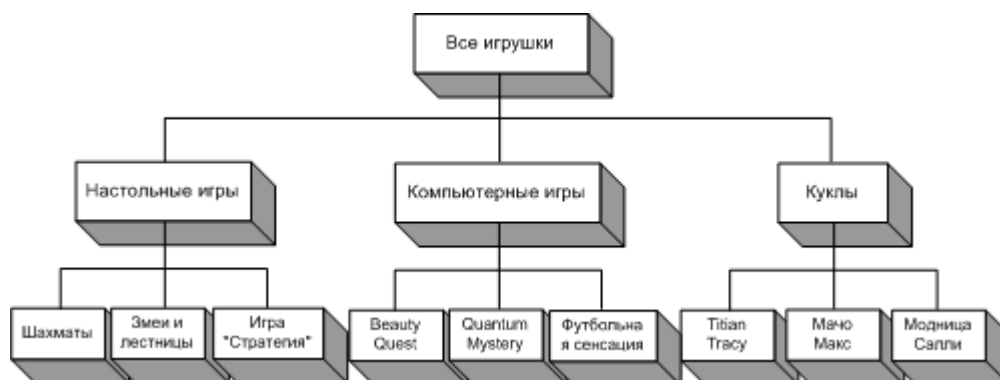 Все игрушки
Настольные игры
Компьютерные игры
Куклы
Шахматы
Змеи и
лестницы
Игра
"Стратегия"
Beauty
Quest
Quantum
Mystery
Футбольна
я сенсация
Titian
Tracy
Мачо
Макс
Модница
Салли